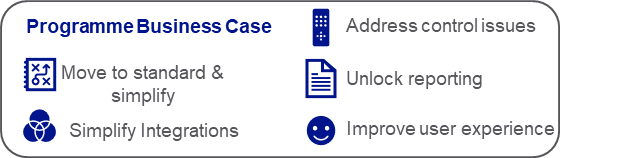 Programme Business Case
Move to standard &
simplify
Simplify Integrations
Address control issues
Unlock reporting
Improve user experience